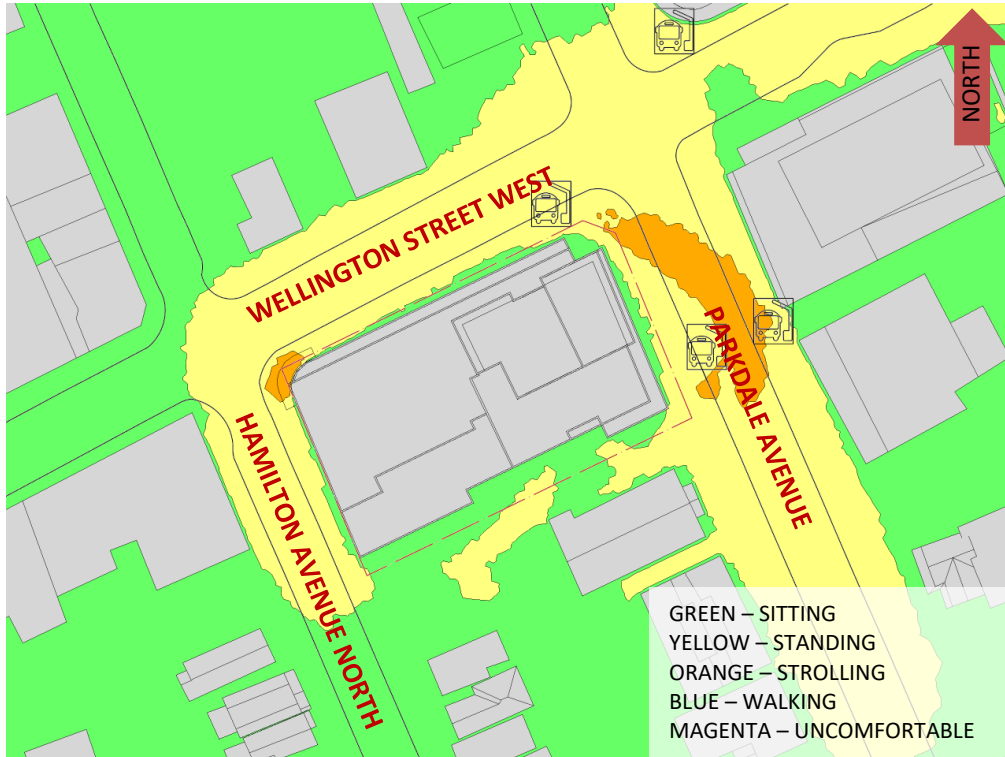 NORTH
WELLINGTON STREET WEST
PARKDALE AVENUE
HAMILTON AVENUE NORTH
GREEN – SITTING
YELLOW – STANDING
ORANGE – STROLLING
BLUE – WALKING
MAGENTA – UNCOMFORTABLE